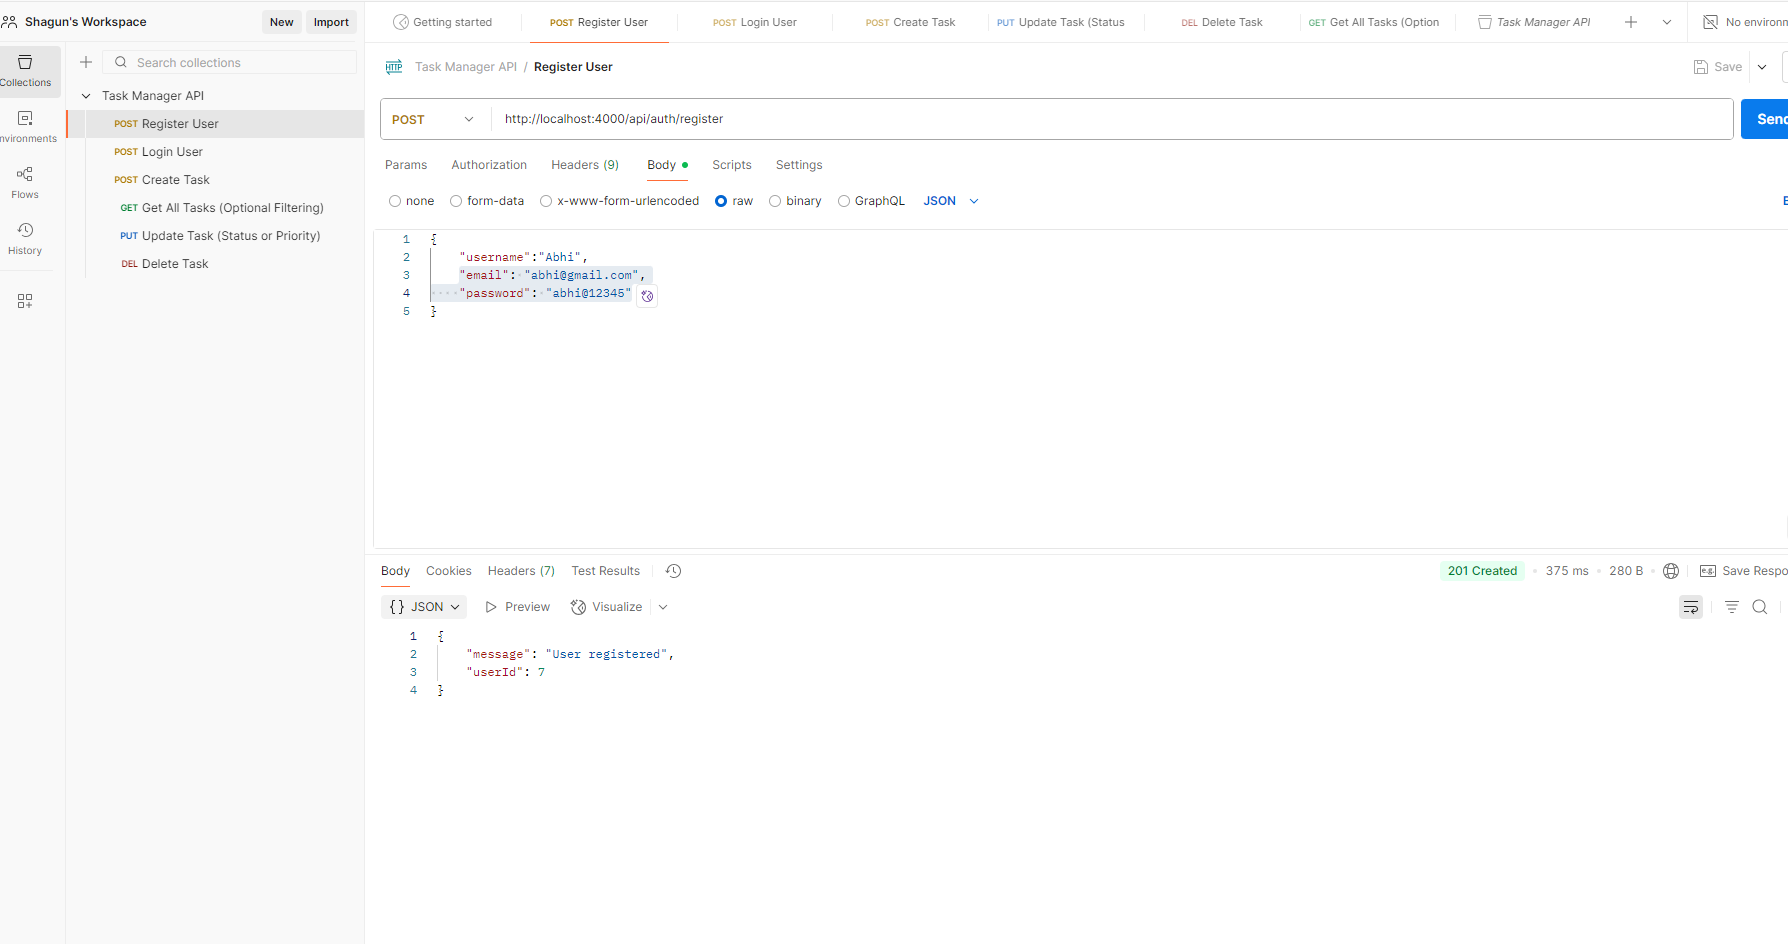 Shagun's Workspace
New
Import
Getting started
POST Register User
POST Login User
POST Create Task
PUT Update Task (Status
DEL Delete Task
GET Get All Tasks (Option
Task Manager API
Collections
Search collections
Task Manager API
POST Register User
POST Login User
POST Create Task
GET Get All Tasks (Optional Filtering)
PUT Update Task (Status or Priority)
DEL Delete Task
Flows
History
HTTP Task Manager API / Register User
Save
POST http://localhost:4000/api/auth/register
Params Authorization Headers (9) Body Scripts Settings
none form-data x-www-form-urlencoded raw binary GraphQL JSON
1 {
2 "username":"Abhi",
3 "email": "abhi@gmail.com",
4 "password": "abhi@12345"
5 }
Body Cookies Headers (7) Test Results
201 Created 375 ms 280 B e.g. Save
{} JSON Preview Visualize
1 {
2 "message": "User registered",
3 "userId": 7
4 }